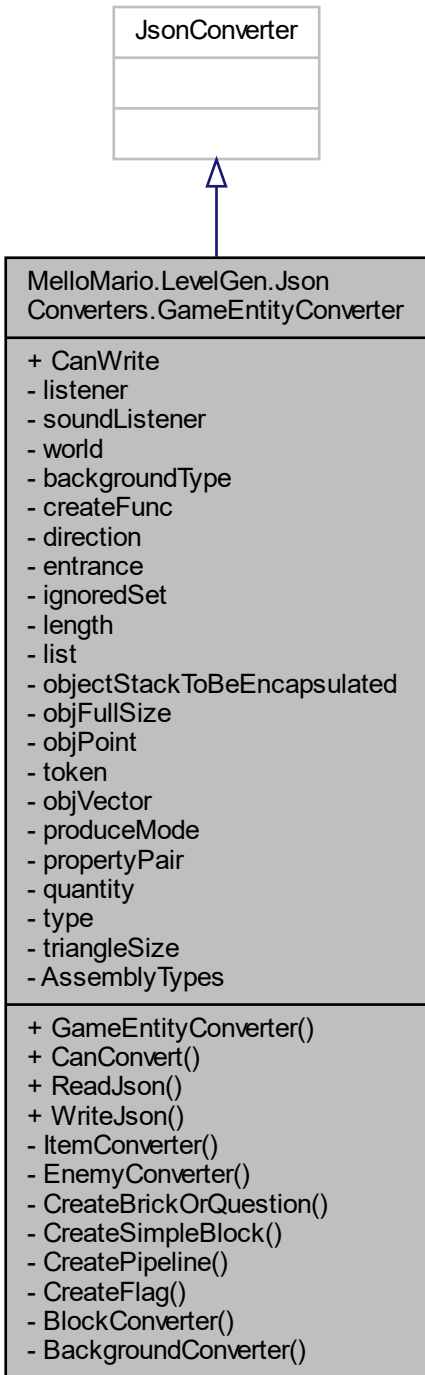 JsonConverter
MelloMario.LevelGen.Json
Converters.GameEntityConverter
+ CanWrite
- listener
- soundListener
- world
- backgroundType
- createFunc
- direction
- entrance
- ignoredSet
- length
- list
- objectStackToBeEncapsulated
- objFullSize
- objPoint
- token
- objVector
- produceMode
- propertyPair
- quantity
- type
- triangleSize
- AssemblyTypes
+ GameEntityConverter()
+ CanConvert()
+ ReadJson()
+ WriteJson()
- ItemConverter()
- EnemyConverter()
- CreateBrickOrQuestion()
- CreateSimpleBlock()
- CreatePipeline()
- CreateFlag()
- BlockConverter()
- BackgroundConverter()